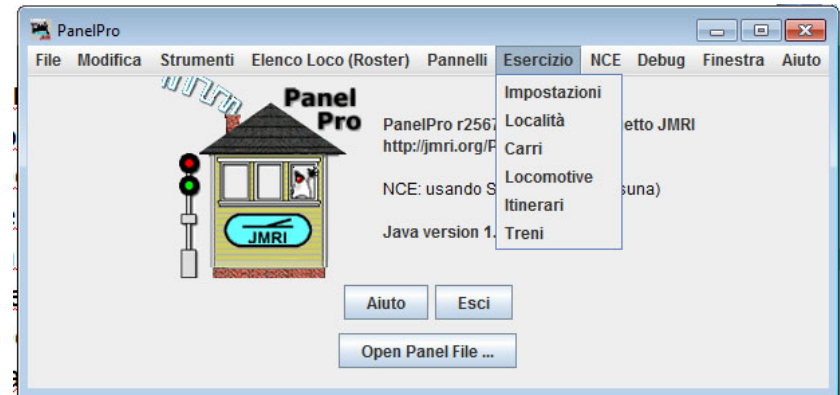 PanelPro
File Modifica Strumenti Elenco Loco (Roster) Pannelli Esercizio NCE Debug Finestra Aiuto
Impostazioni
Località
Carri
Locomotive
Itinerari
Treni
Panel
Pro
JMRI
PanelPro r2567 etto JMRI
http://jmri.org/P
NCE: usando S suna)
Java version 1.
Aiuto Esci
Open Panel File ...